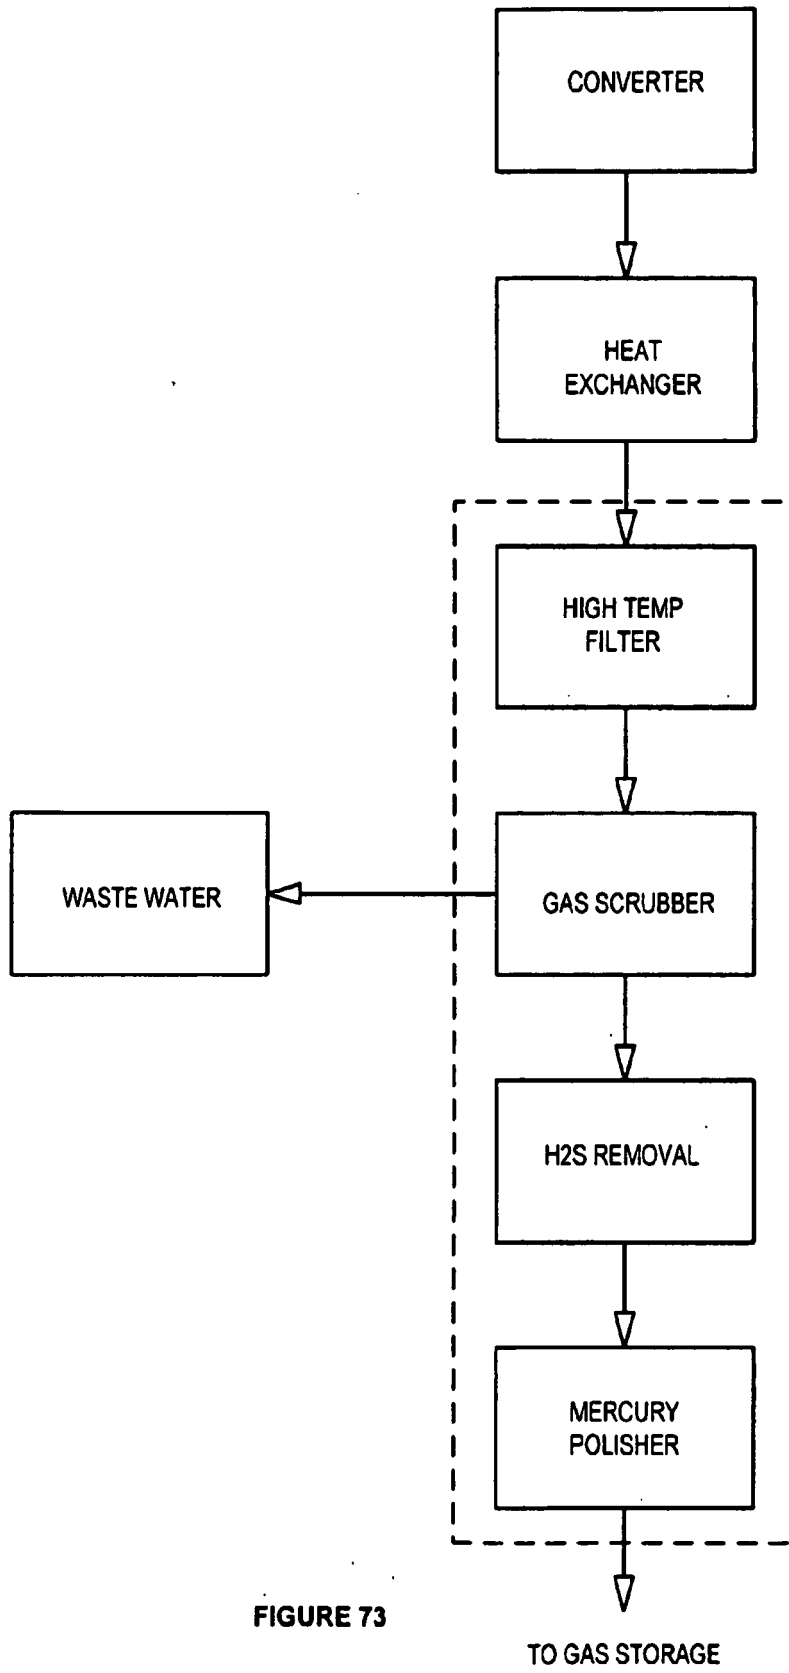 CONVERTER
HEAT
EXCHANGER
HIGH TEMP
FILTER
WASTE WATER
GAS SCRUBBER
H2S REMOVAL
MERCURY
POLISHER
FIGURE 73
TO GAS STORAGE